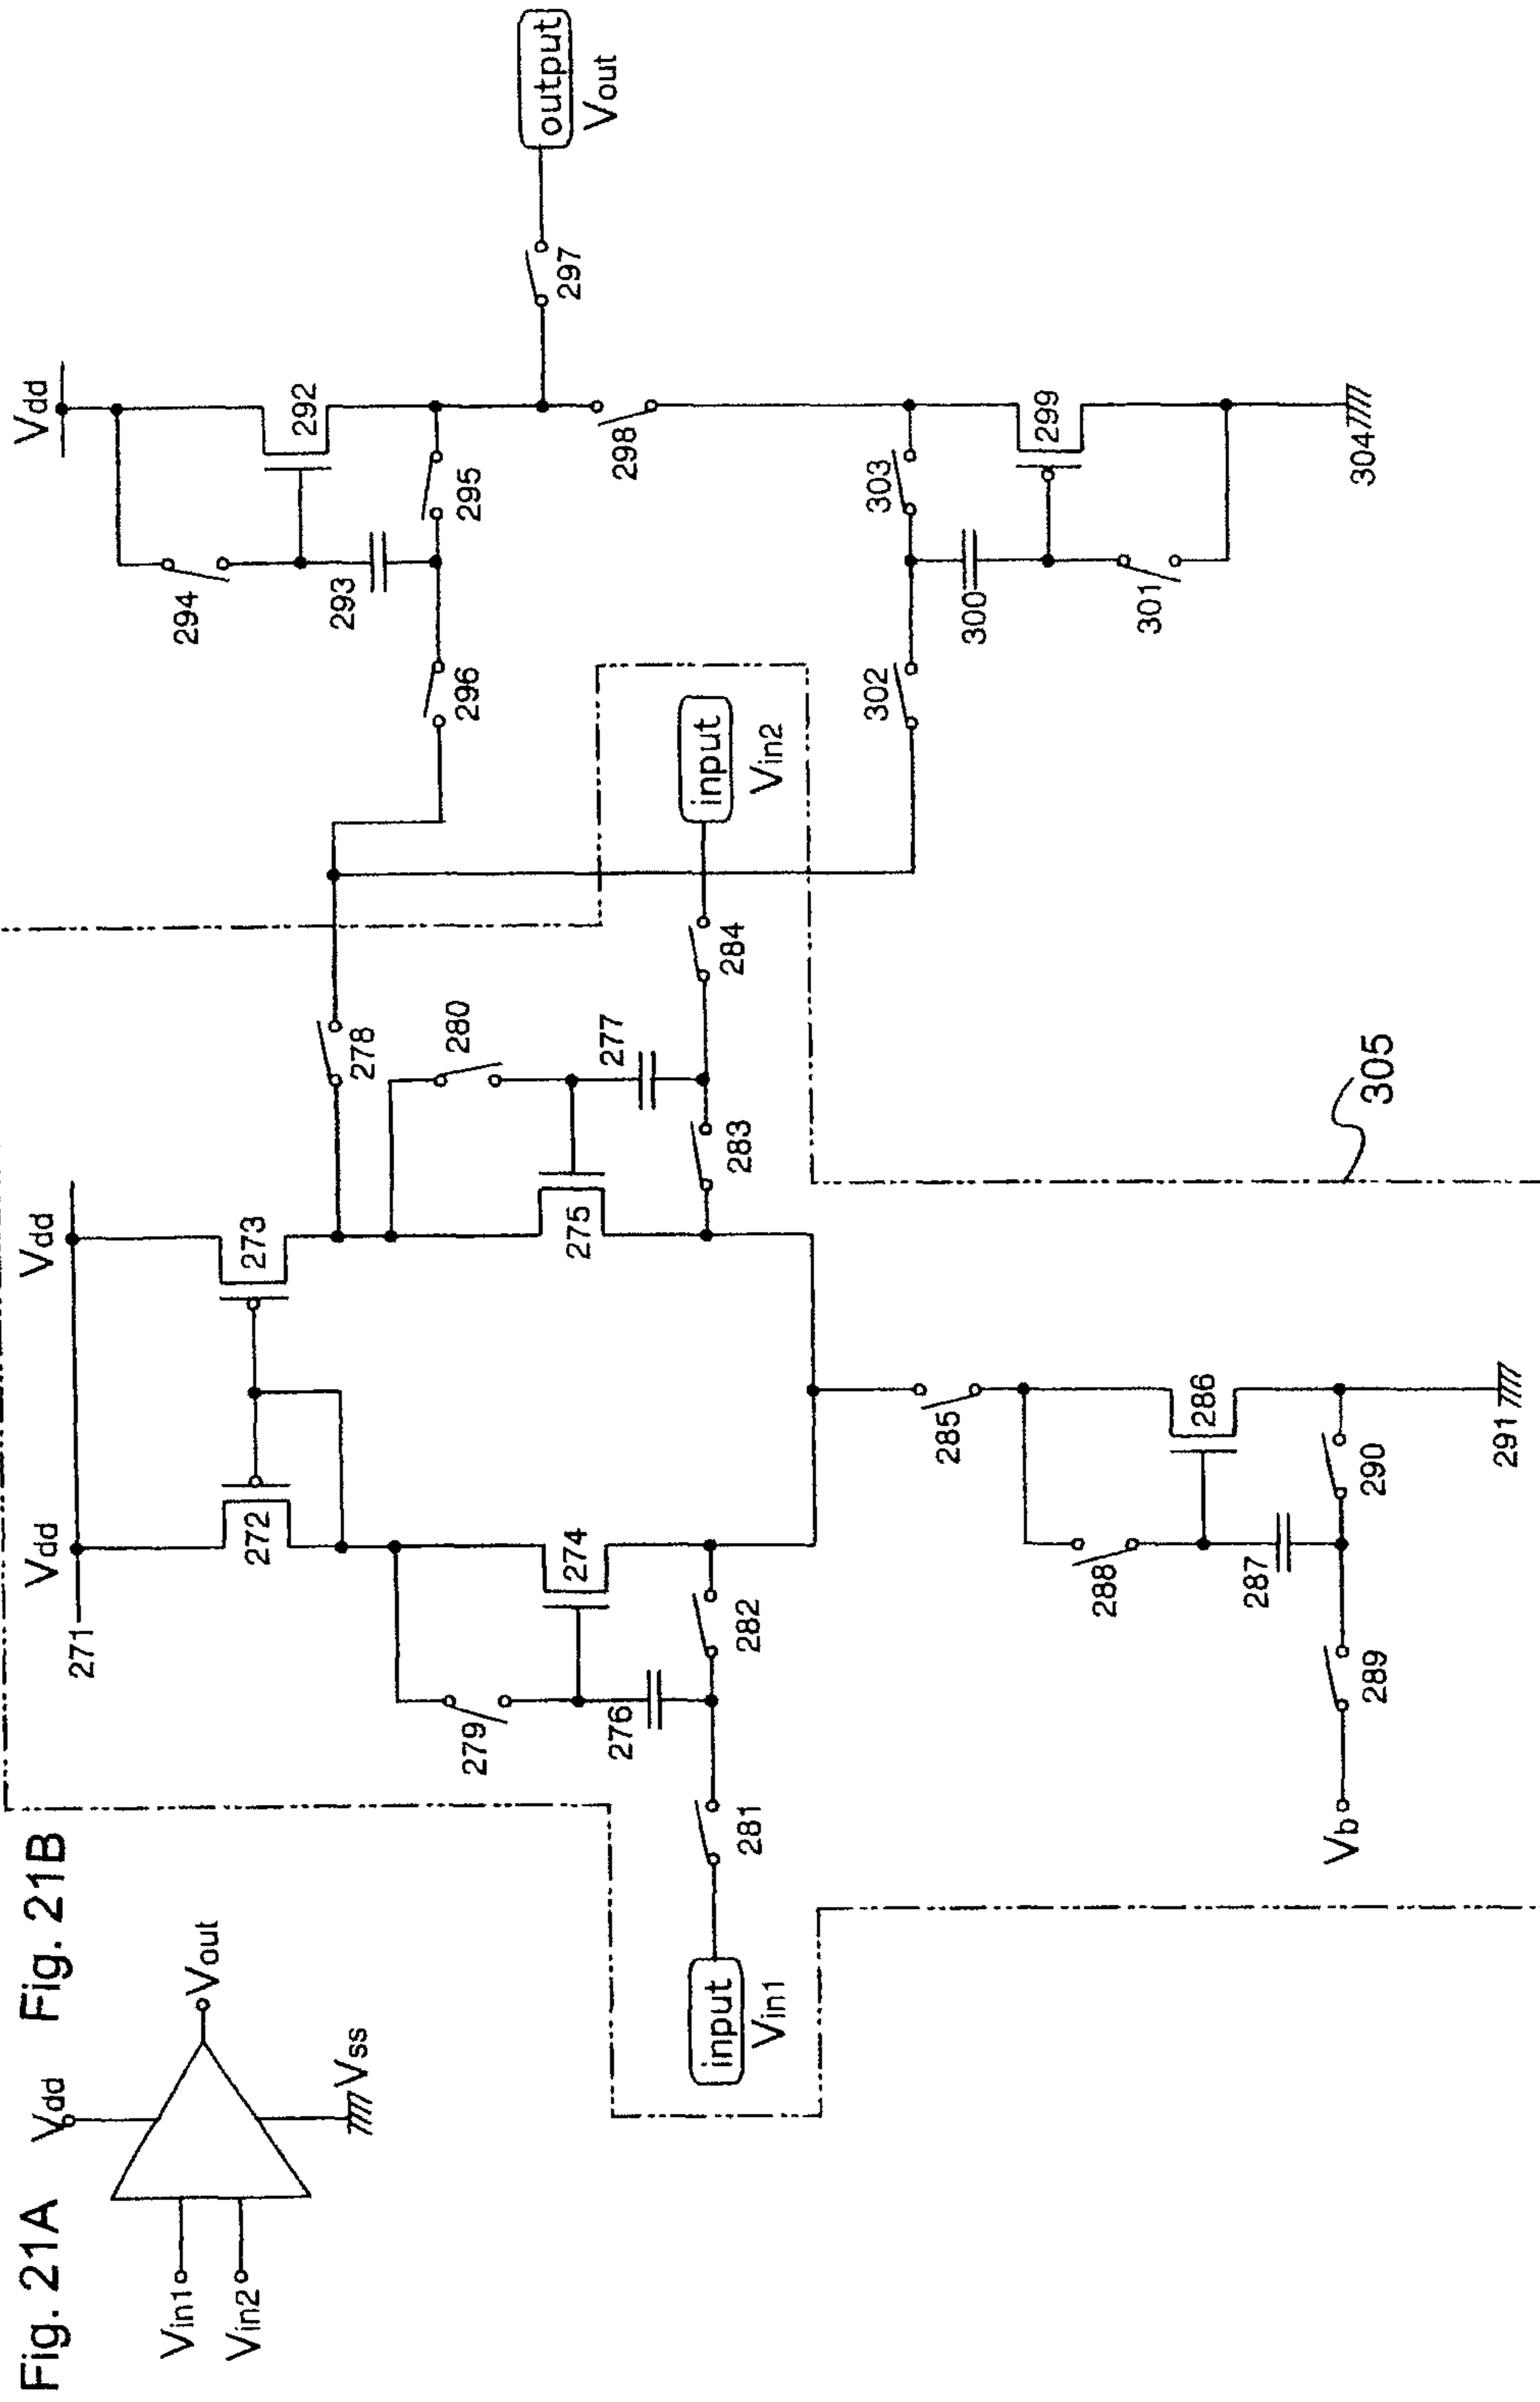 Fig. 21A
Vdd
Vin1
Vin2
Vout
Vss
Fig. 21B
271
Vdd
Vdd
272
273
274
275
276
277
278
279
280
281
282
283
284
input
Vin1
input
Vin2
285
286
287
288
289
290
291
Vb
305
Vdd
292
293
294
295
296
297
output
Vout
298
299
300
301
302
303
304